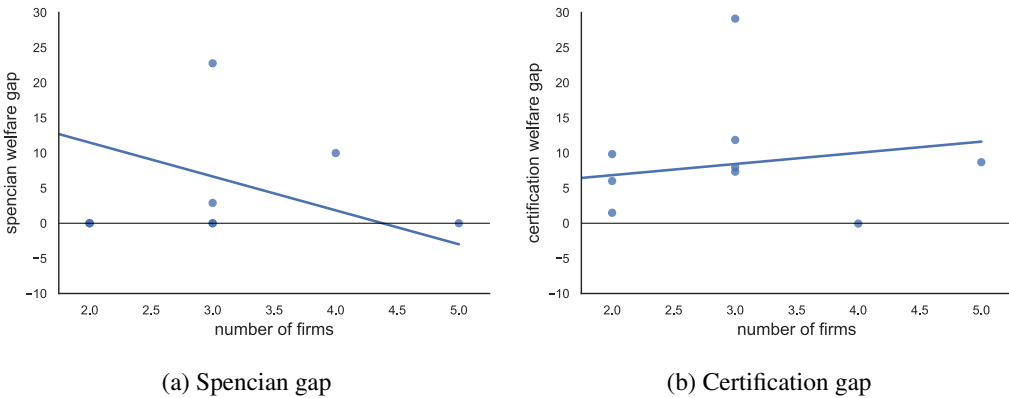 30
25
20
15
10
5
0
−5
−10
spencian welfare gap
2.0 2.5 3.0 3.5 4.0 4.5 5.0
number of firms
(a) Spencian gap
30
25
20
15
10
5
0
−5
−10
certification welfare gap
2.0 2.5 3.0 3.5 4.0 4.5 5.0
number of firms
(b) Certification gap